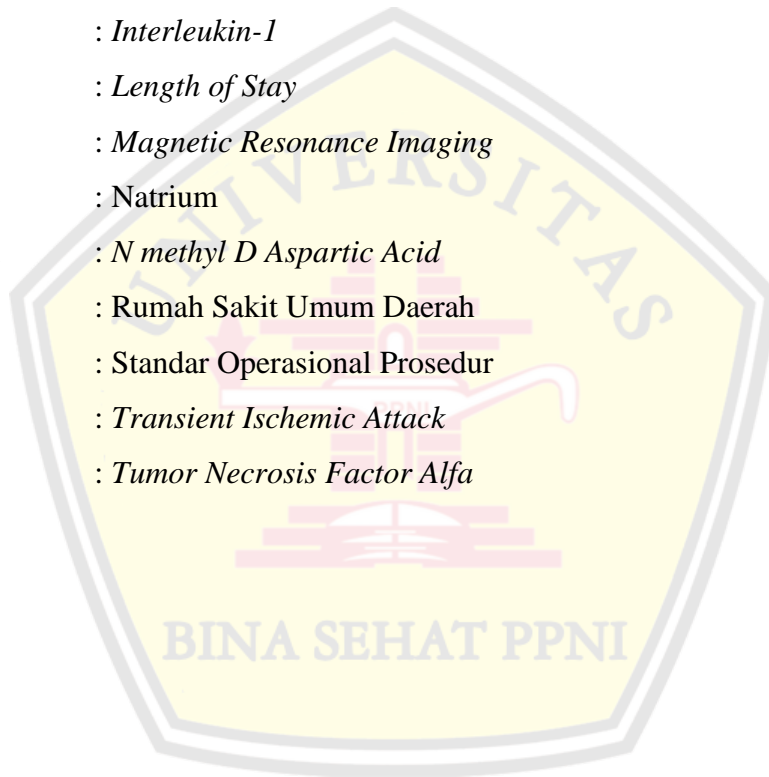 : Interleukin-1
: Length of Stay
: Magnetic Resonance Imaging
: Natrium
: N methyl D Aspartic Acid
: Rumah Sakit Umum Daerah
: Standar Operasional Prosedur
: Transient Ischemic Attack
: Tumor Necrosis Factor Alfa
UNIVERSITAS
PPNI
BINA SEHAT PPNI